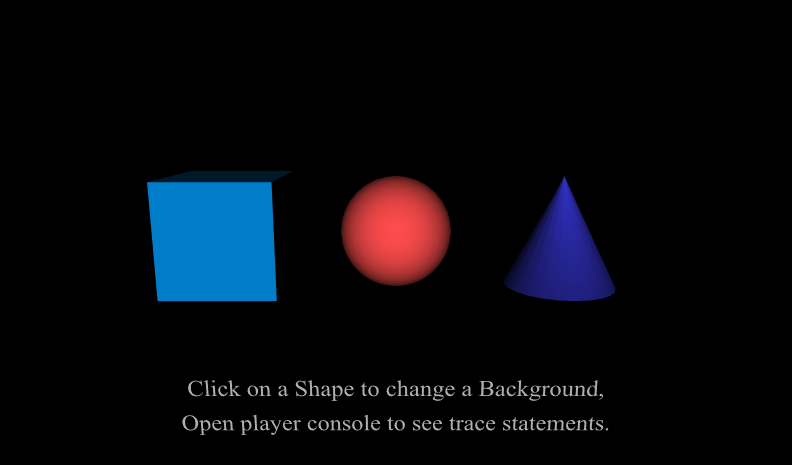 Click on a Shape to change a Background,
Open player console to see trace statements.